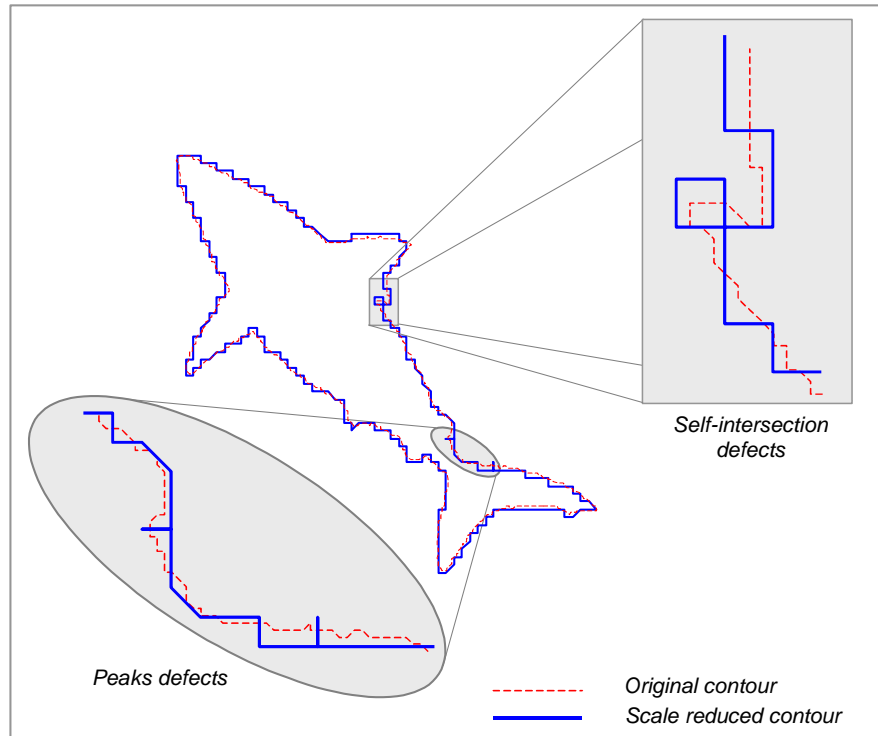 Self-intersection
defects
Peaks defects
Original contour
Scale reduced contour